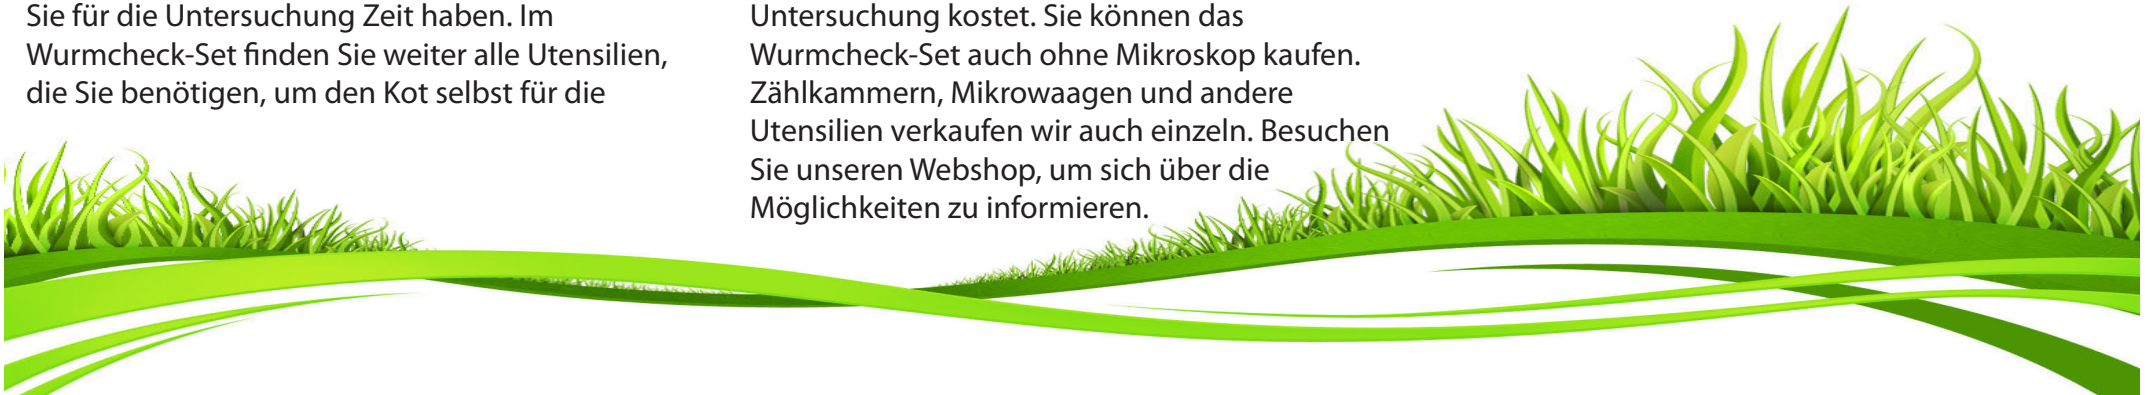 Sie für die Untersuchung Zeit haben. Im
Wurmcheck-Set finden Sie weiter alle Utensilien,
die Sie benötigen, um den Kot selbst für die
Untersuchung kostet. Sie können das
Wurmcheck-Set auch ohne Mikroskop kaufen.
Zählkammern, Mikrowaagen und andere
Utensilien verkaufen wir auch einzeln. Besuchen
Sie unseren Webshop, um sich über die
Möglichkeiten zu informieren.